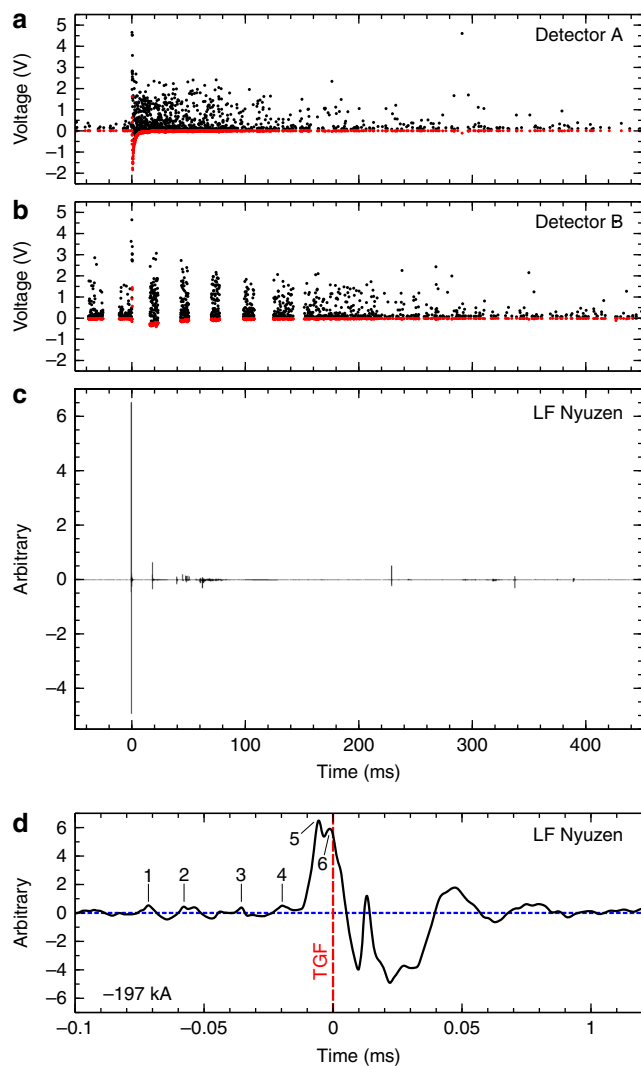 a
Detector A
Voltage (V)
5
4
3
2
1
0
−1
−2
b
Detector B
Voltage (V)
5
4
3
2
1
0
−1
−2
c
LF Nyuzen
Arbitrary
6
4
2
0
−2
−4
0 100 200 300 400
Time (ms)
d
LF Nyuzen
Arbitrary
6
4
2
0
−2
−4
−6
1 2 3 4 5 6
TGF
−197 kA
−0.1 −0.05 0 0.05 1
Time (ms)